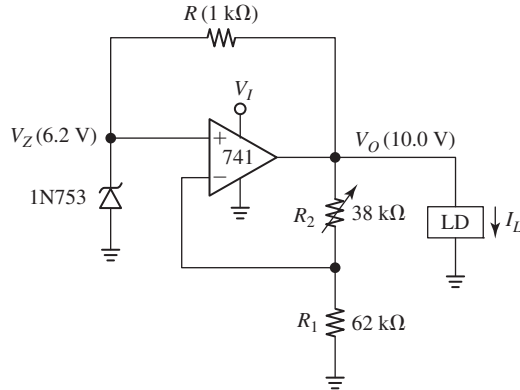 R (1 kΩ)
V_I
V_Z (6.2 V)
+
741
−
V_O (10.0 V)
1N753
R_2
38 kΩ
LD
I_L
R_1
62 kΩ